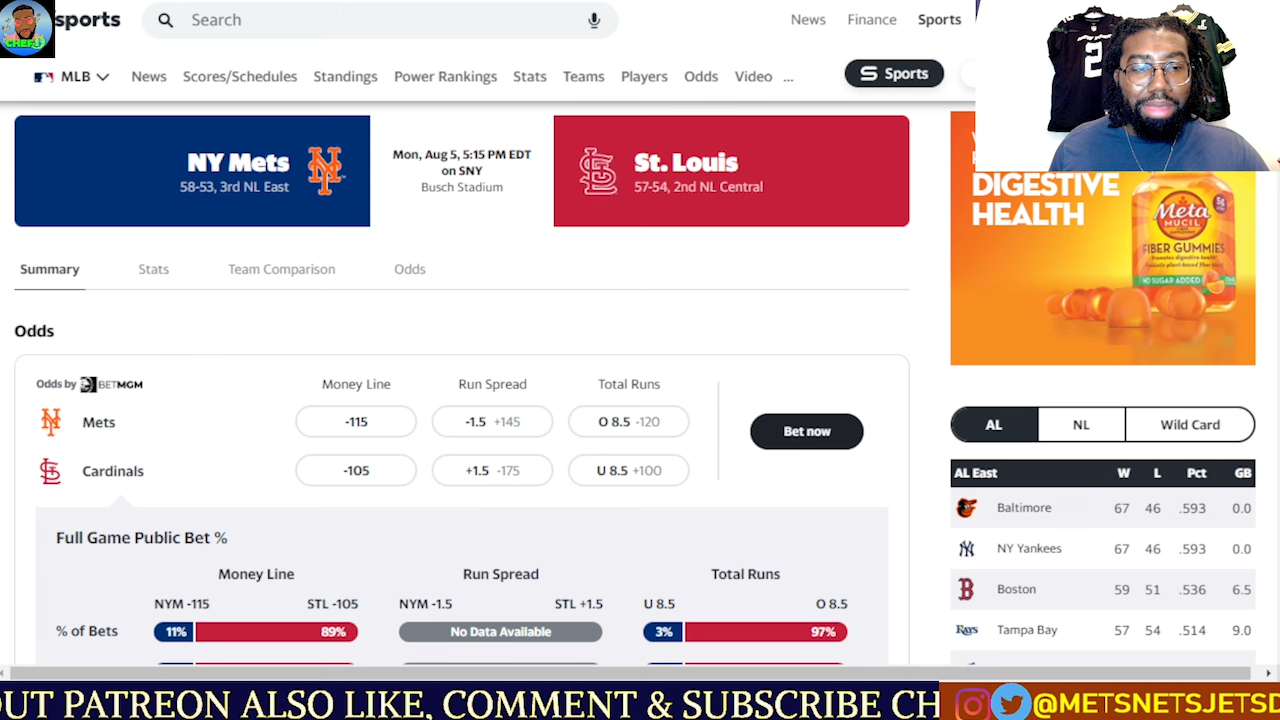 CHEF
sports
Search
News Finance Sports
MLB News Scores/Schedules Standings Power Rankings Stats Teams Players Odds Video ...
S Sports
2
NY Mets
58-53, 3rd NL East
Mon, Aug 5, 5:15 PM EDT
on SNY
Busch Stadium
St. Louis
57-54, 2nd NL Central
DIGESTIVE
HEALTH
Meta
MUCIL
FIBER GUMMIES
NO SUGAR ADDED
Summary Stats Team Comparison Odds
Odds
Odds by BETMGM Money Line Run Spread Total Runs
Mets -115 -1.5 +145 O 8.5 -120
Cardinals -105 +1.5 -175 U 8.5 +100
Bet now
Full Game Public Bet %
Money Line Run Spread Total Runs
NYM -115 STL -105 NYM -1.5 STL +1.5 U 8.5 O 8.5
% of Bets 11% 89% No Data Available 3% 97%
AL NL Wild Card
AL East W L Pct GB
Baltimore 67 46 .593 0.0
NY Yankees 67 46 .593 0.0
Boston 59 51 .536 6.5
Rays Tampa Bay 57 54 .514 9.0
OUT PATREON ALSO LIKE, COMMENT & SUBSCRIBE CH
@METSNETSJETSD